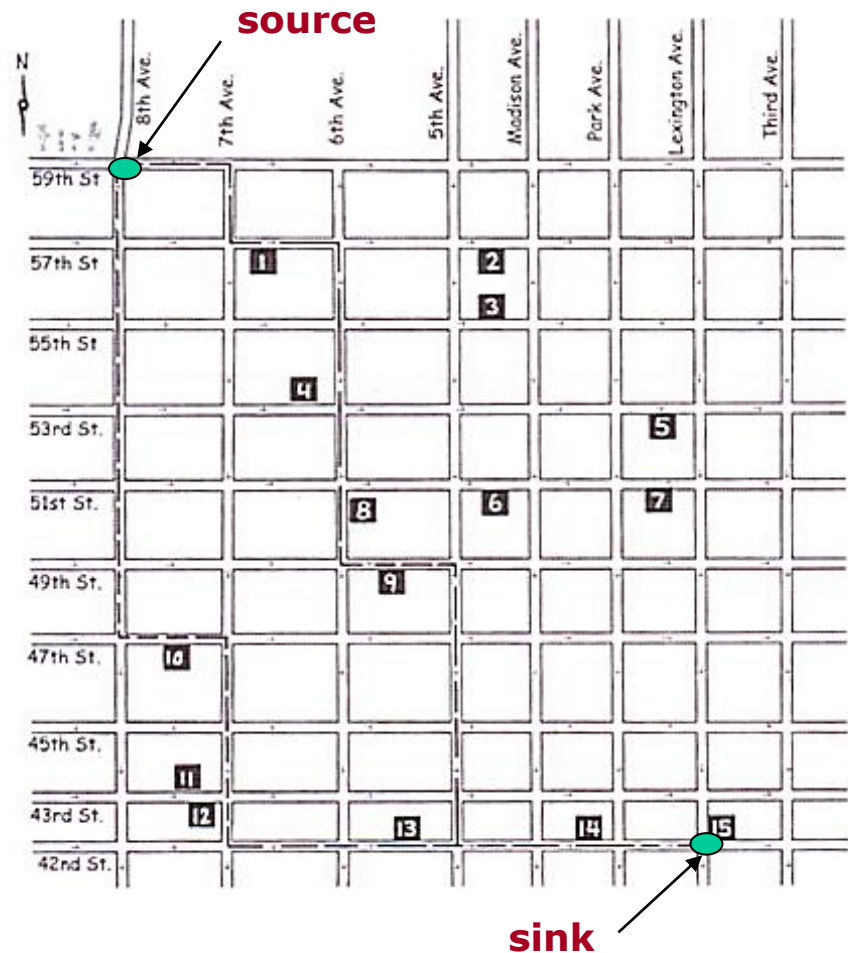 source
N
8th Ave.
7th Ave.
6th Ave.
5th Ave.
Madison Ave.
Park Ave.
Lexington Ave.
Third Ave.
59th St
57th St
1
2
3
55th St
4
53rd St.
5
51st St.
8
6
7
49th St.
9
47th St.
10
45th St.
11
43rd St.
12
13
14
15
42nd St.
sink